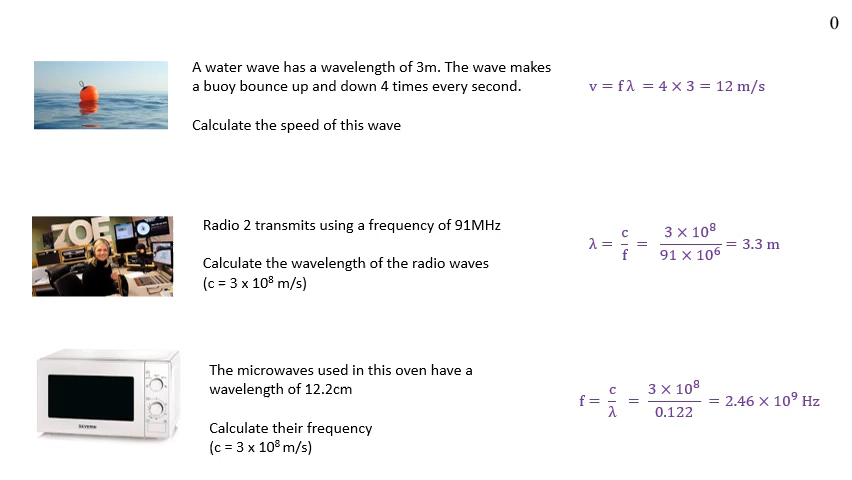 0
A water wave has a wavelength of 3m. The wave makes
a buoy bounce up and down 4 times every second.
v = fλ = 4 × 3 = 12 m/s
Calculate the speed of this wave
ZOE
Radio 2 transmits using a frequency of 91MHz
Calculate the wavelength of the radio waves
(c = 3 x 10⁸ m/s)
λ = c/f = (3 × 10⁸)/(91 × 10⁶) = 3.3 m
The microwaves used in this oven have a
wavelength of 12.2cm
Calculate their frequency
(c = 3 x 10⁸ m/s)
f = c/λ = (3 × 10⁸)/0.122 = 2.46 × 10⁹ Hz
SEVERIN